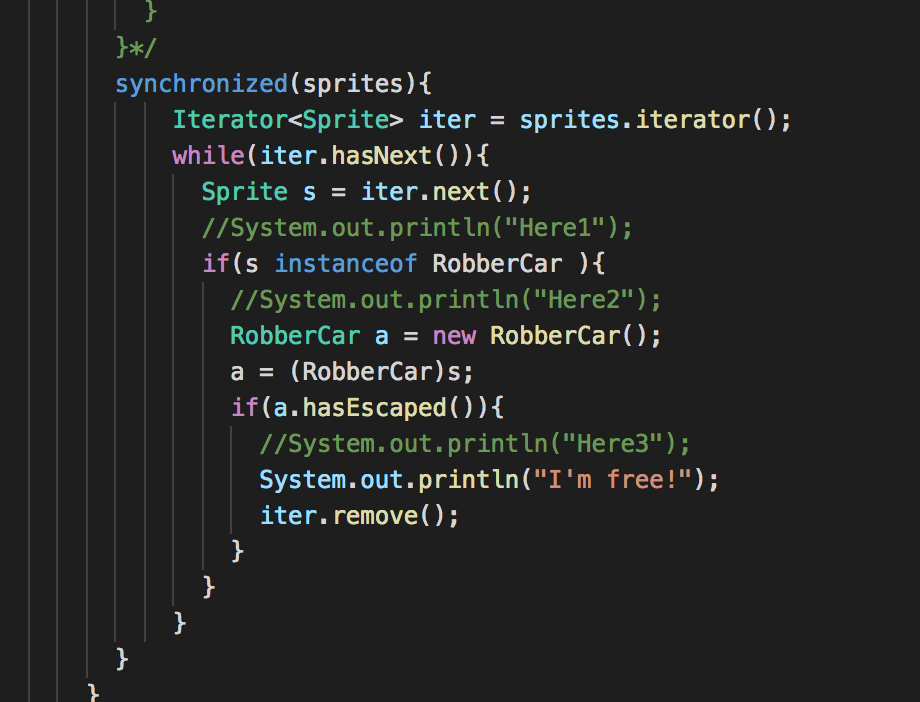 }
}*/
synchronized(sprites){
Iterator<Sprite> iter = sprites.iterator();
while(iter.hasNext()){
Sprite s = iter.next();
//System.out.println("Here1");
if(s instanceof RobberCar ){
//System.out.println("Here2");
RobberCar a = new RobberCar();
a = (RobberCar)s;
if(a.hasEscaped()){
//System.out.println("Here3");
System.out.println("I'm free!");
iter.remove();
}
}
}
}
}